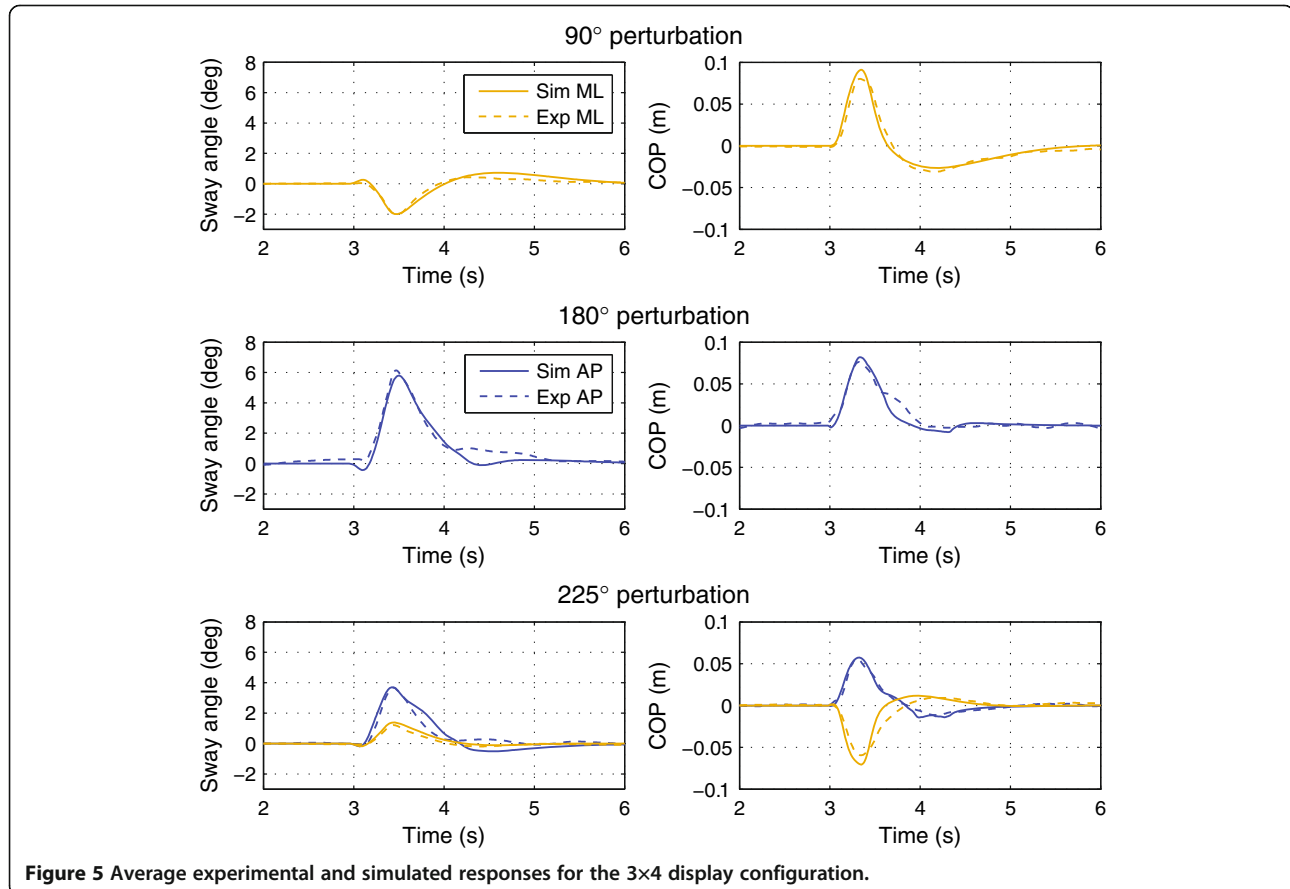 90° perturbation
8
6
4
2
0
−2
Sway angle (deg)
Sim ML
Exp ML
2 3 4 5 6
Time (s)
0.1
0.05
0
−0.05
−0.1
COP (m)
2 3 4 5 6
Time (s)
180° perturbation
8
6
4
2
0
−2
Sway angle (deg)
Sim AP
Exp AP
2 3 4 5 6
Time (s)
0.1
0.05
0
−0.05
−0.1
COP (m)
2 3 4 5 6
Time (s)
225° perturbation
8
6
4
2
0
−2
Sway angle (deg)
2 3 4 5 6
Time (s)
0.1
0.05
0
−0.05
−0.1
COP (m)
2 3 4 5 6
Time (s)
Figure 5 Average experimental and simulated responses for the 3×4 display configuration.